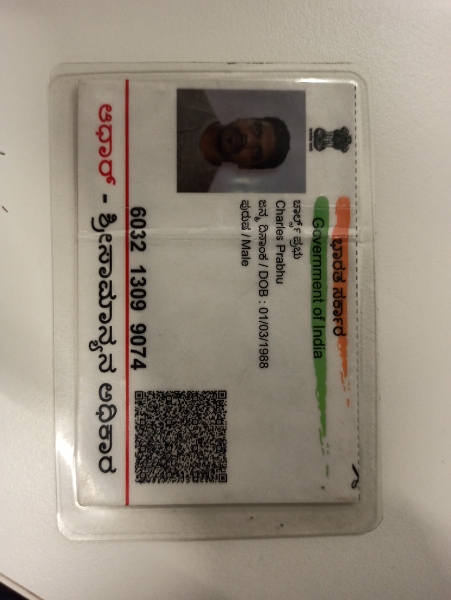 ಭಾರತ ಸರ್ಕಾರ
Government of India
ಚಾರ್ಲ್ಸ್ ಪ್ರಭು
Charles Prabhu
ಜನ್ಮ ದಿನಾಂಕ / DOB : 01/03/1988
ಪುರುಷ / Male
6032 1309 9074
ಆಧಾರ್ - ಶ್ರೀಸಾಮಾನ್ಯನ ಅಧಿಕಾರ